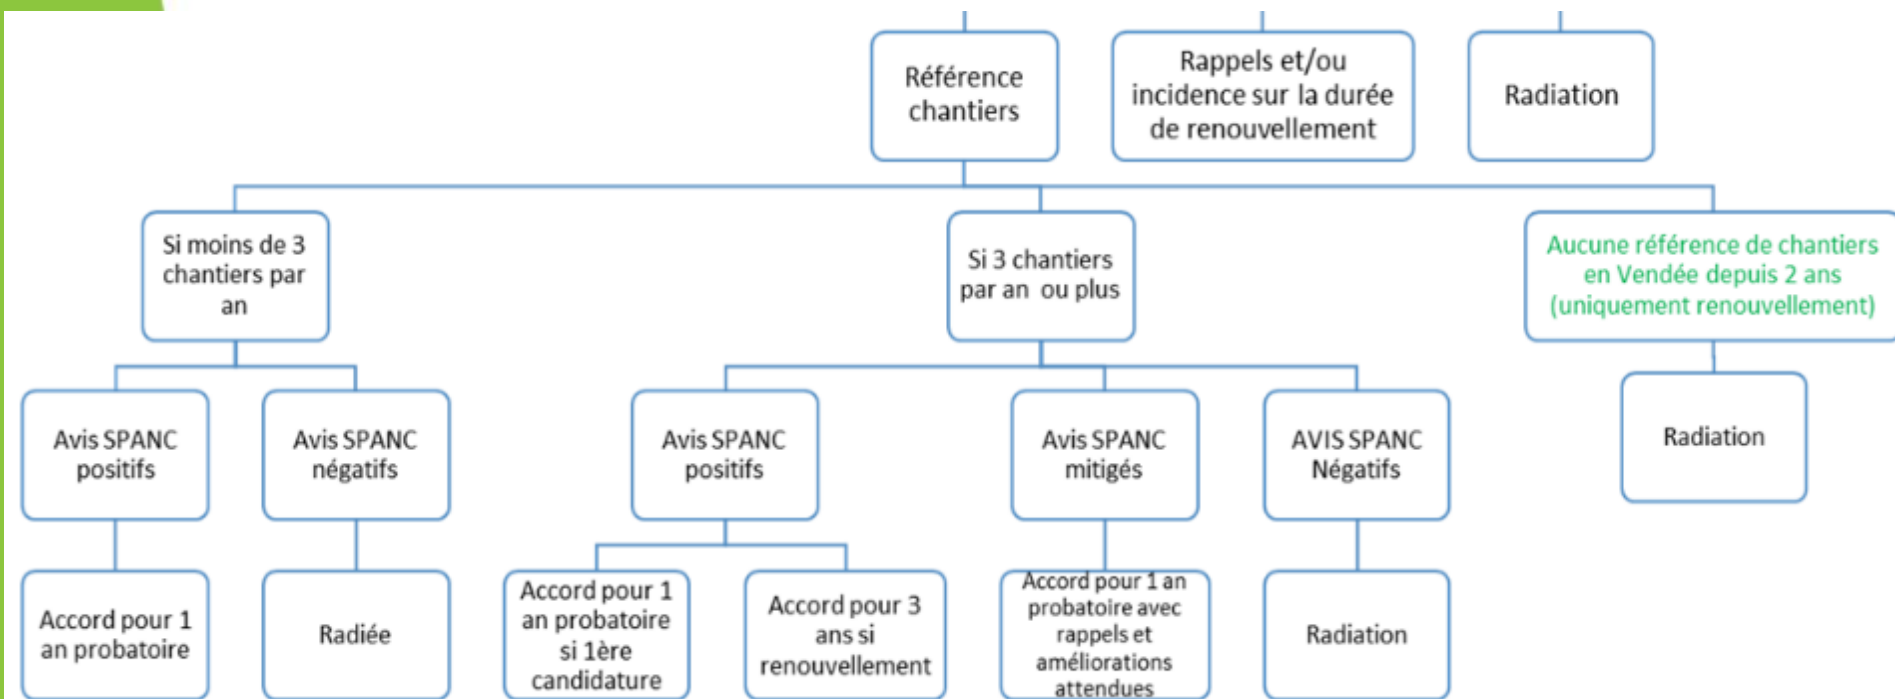 Référence
chantiers
Rappels et/ou
incidence sur la durée
de renouvellement
Radiation
Si moins de 3
chantiers par
an
Si 3 chantiers
par an ou plus
Aucune référence de chantiers
en Vendée depuis 2 ans
(uniquement renouvellement)
Avis SPANC
positifs
Avis SPANC
négatifs
Avis SPANC
positifs
Avis SPANC
mitigés
AVIS SPANC
Négatifs
Radiation
Accord pour 1
an probatoire
Radiée
Accord pour 1
an probatoire
si 1ère
candidature
Accord pour 3
ans si
renouvellement
Accord pour 1 an
probatoire avec
rappels et
améliorations
attendues
Radiation